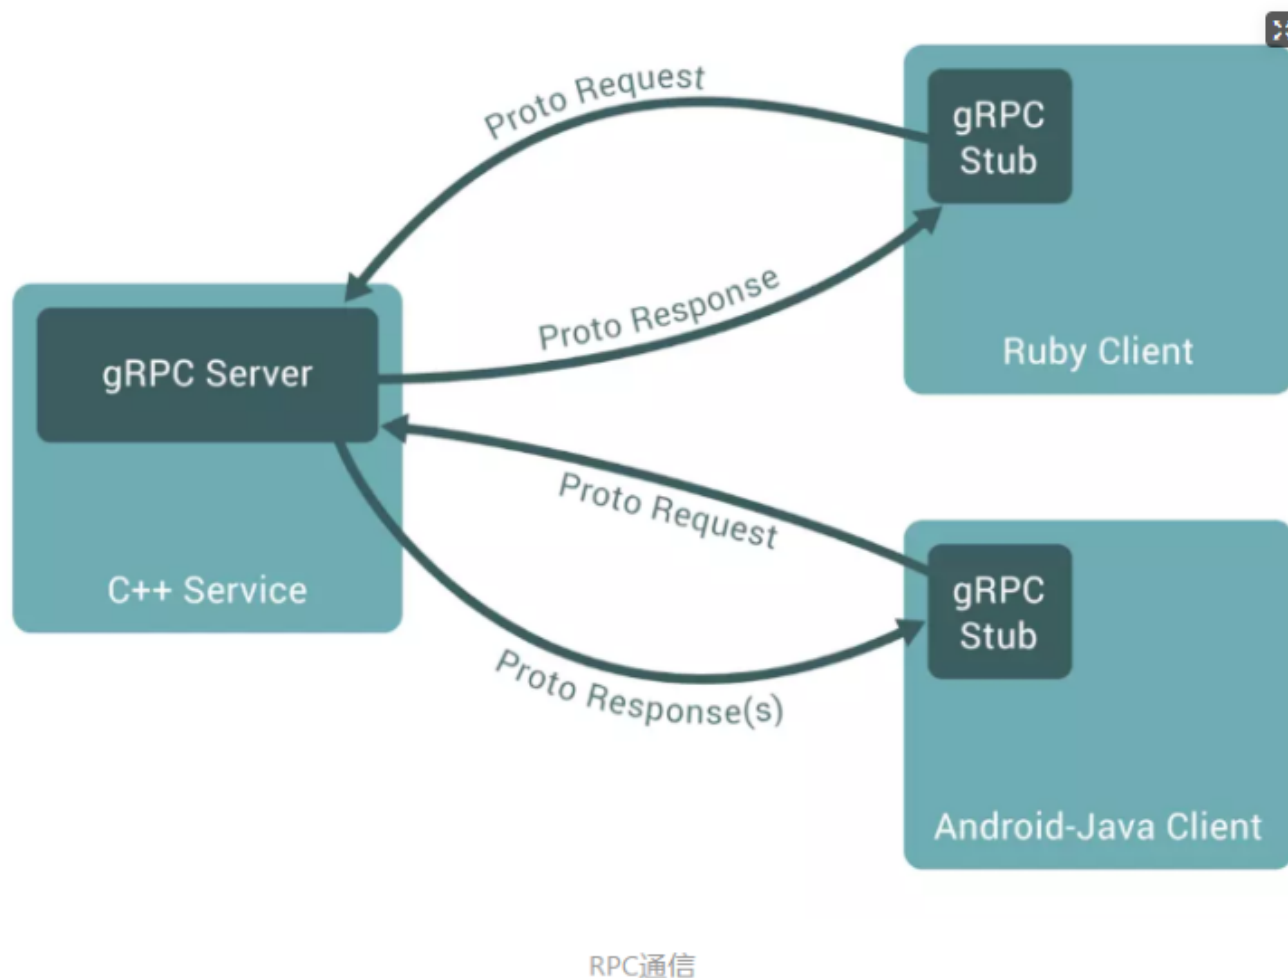 Proto Request
gRPC
Stub
Proto Response
Ruby Client
gRPC Server
C++ Service
Proto Request
gRPC
Stub
Proto Response(s)
Android-Java Client
RPC通信